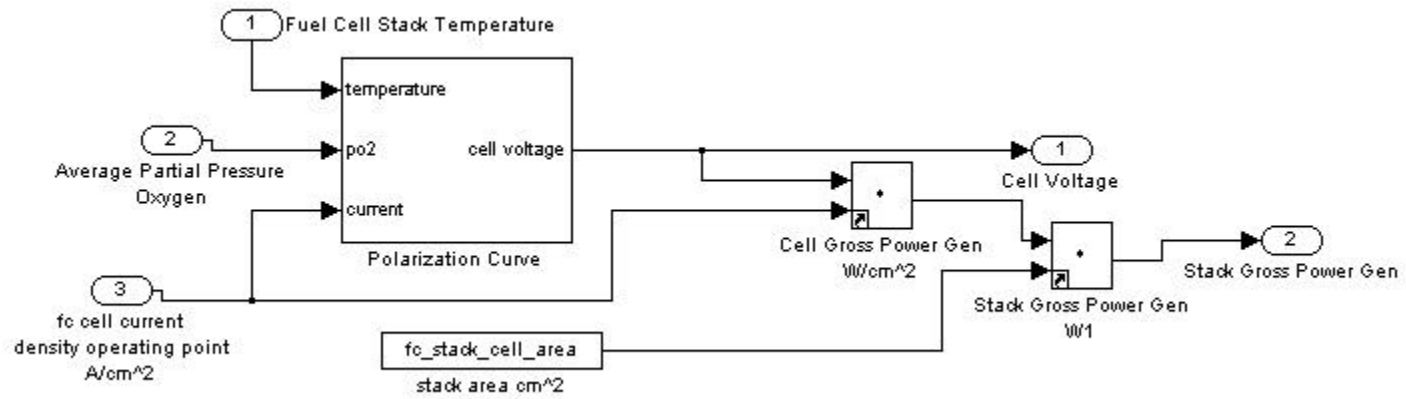 1
Fuel Cell Stack Temperature
temperature
2
po2
cell voltage
1
Average Partial Pressure
Oxygen
Cell Voltage
current
Polarization Curve
Cell Gross Power Gen
W/cm^2
2
Stack Gross Power Gen
3
fc cell current
density operating point
A/cm^2
Stack Gross Power Gen
W1
fc_stack_cell_area
stack area cm^2